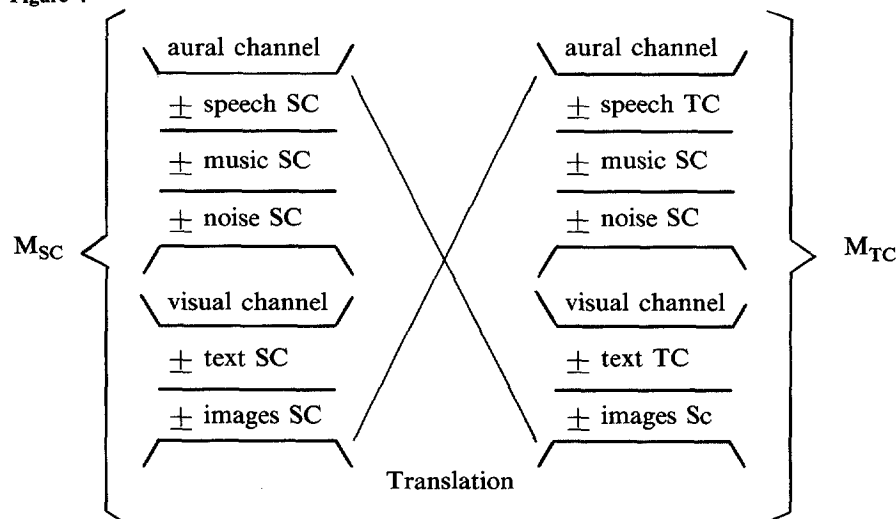 Figure
aural channel
± speech SC
± music SC
± noise SC
M_SC
visual channel
± text SC
± images SC
Translation
aural channel
± speech TC
± music SC
± noise SC
M_TC
visual channel
± text TC
± images Sc